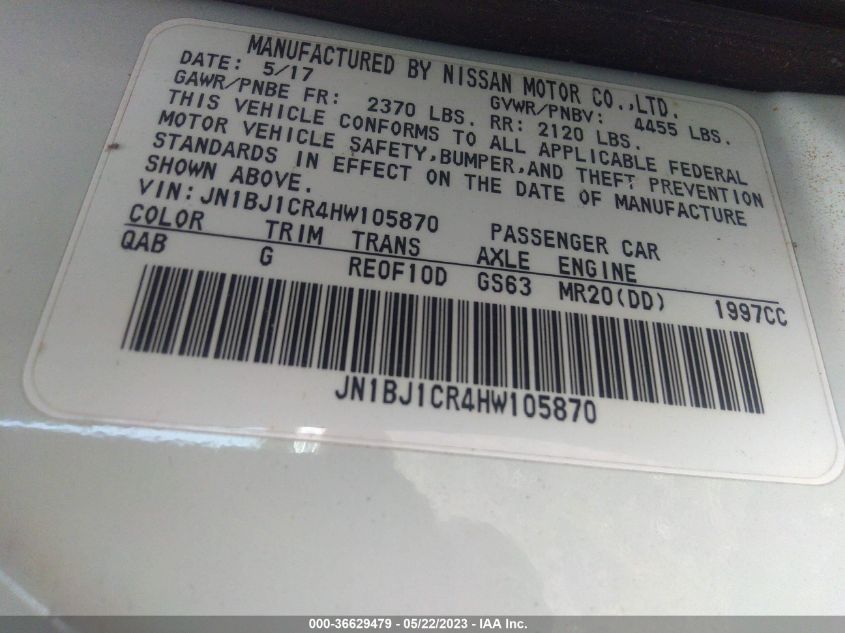 MANUFACTURED BY NISSAN MOTOR CO.,LTD.
DATE: 5/17 GVWR/PNBV: 4455 LBS.
GAWR/PNBE FR: 2370 LBS. RR: 2120 LBS.
THIS VEHICLE CONFORMS TO ALL APPLICABLE FEDERAL
MOTOR VEHICLE SAFETY,BUMPER,AND THEFT PREVENTION
STANDARDS IN EFFECT ON THE DATE OF MANUFACTURE
SHOWN ABOVE.
VIN: JN1BJ1CR4HW105870 PASSENGER CAR
COLOR TRIM TRANS AXLE ENGINE
QAB G RE0F10D GS63 MR20(DD) 1997CC
JN1BJ1CR4HW105870
000-36629479 - 05/22/2023 - IAA Inc.